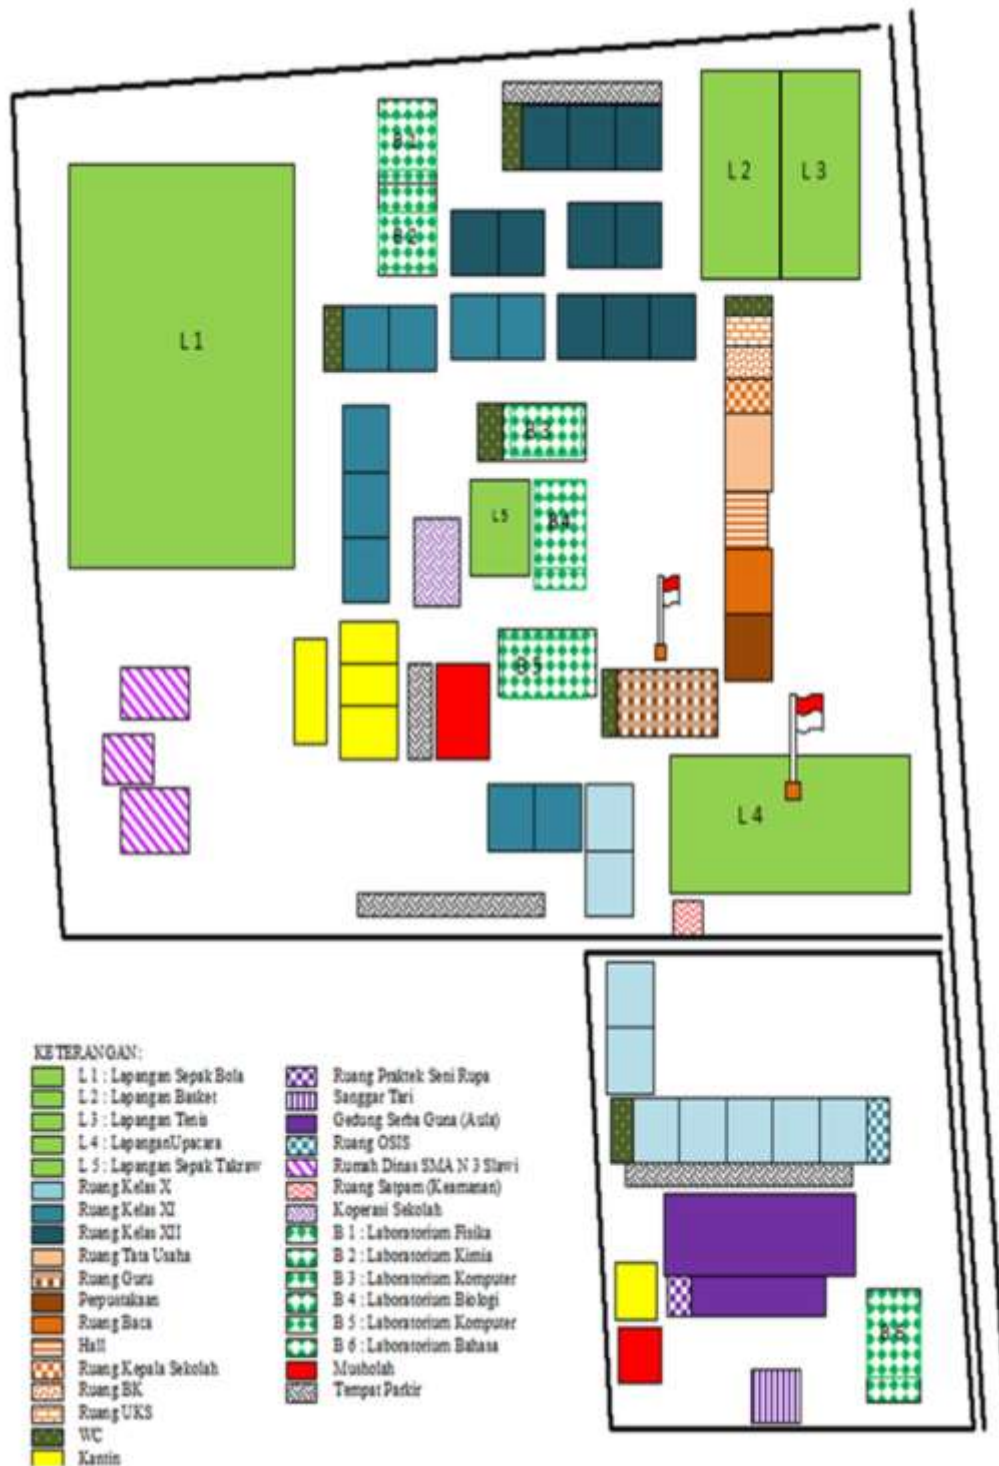 B 1
L 2
L 3
B 2
L 1
B 3
L 5
B 4
B 5
L 4
B 6
KETERANGAN:
L 1 : Lapangan Sepak Bola
L 2 : Lapangan Basket
L 3 : Lapangan Tenis
L 4 : LapanganUpacara
L 5 : Lapangan Sepak Takraw
Ruang Kelas X
Ruang Kelas XI
Ruang Kelas XII
Ruang Tata Usaha
Ruang Guru
Perpustakaan
Ruang Baca
Hall
Ruang Kepala Sekolah
Ruang BK
Ruang UKS
WC
Kantin
Ruang Praktek Seni Rupa
Sanggar Tari
Gedung Serba Guna (Aula)
Ruang OSIS
Rumah Dinas SMA N 3 Slawi
Ruang Satpam (Keamanan)
Koperasi Sekolah
B 1 : Laboratorium Fisika
B 2 : Laboratorium Kimia
B 3 : Laboratorium Komputer
B 4 : Laboratorium Biologi
B 5 : Laboratorium Komputer
B 6 : Laboratorium Bahasa
Musholah
Tempat Parkir